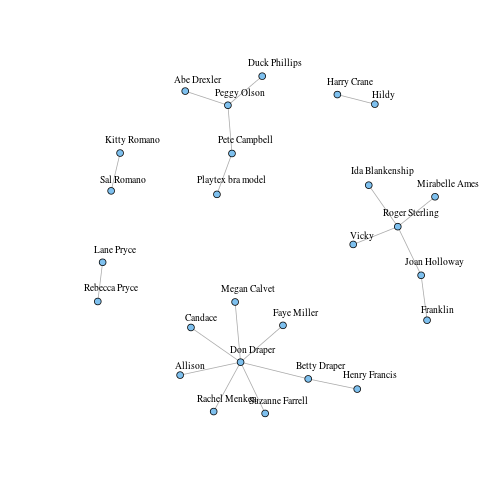 Duck Phillips
Abe Drexler
Peggy Olson
Harry Crane
Hildy
Kitty Romano
Pete Campbell
Sal Romano
Playtex bra model
Ida Blankenship
Mirabelle Ames
Roger Sterling
Vicky
Joan Holloway
Lane Pryce
Rebecca Pryce
Franklin
Megan Calvet
Candace
Faye Miller
Don Draper
Allison
Betty Draper
Henry Francis
Rachel Menken
Suzanne Farrell